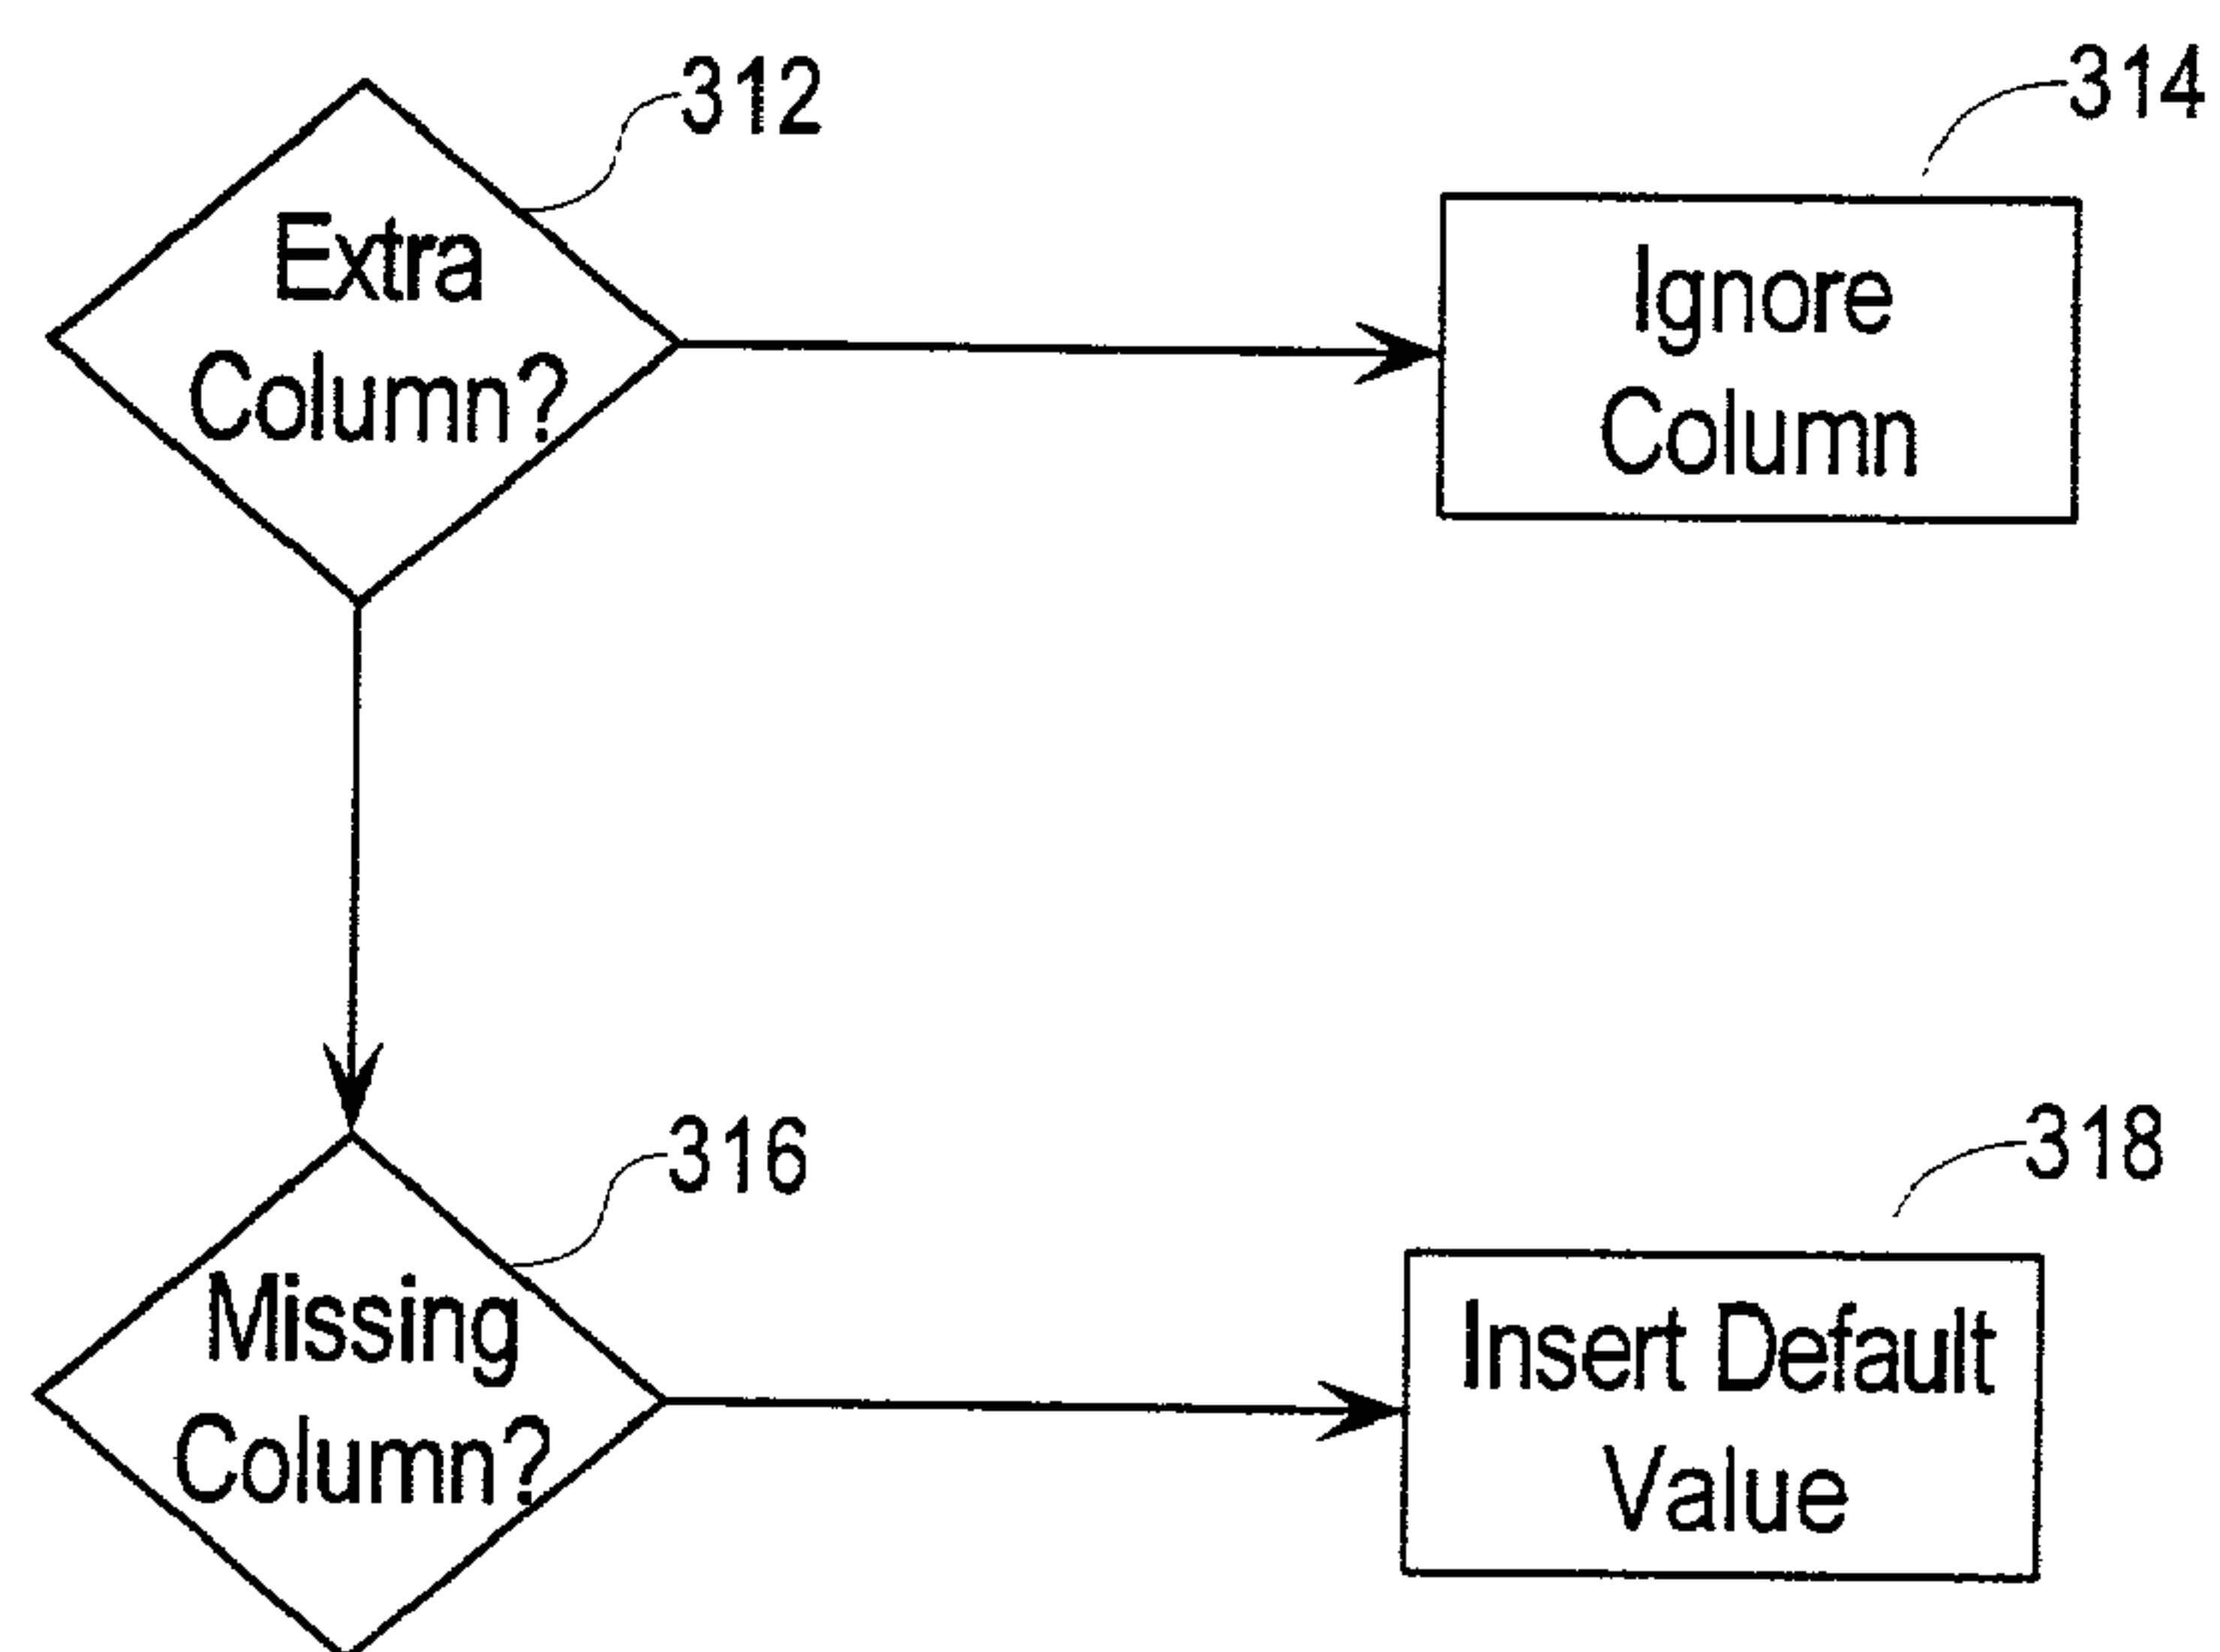 312
314
Extra
Column?
Ignore
Column
316
318
Missing
Column?
Insert Default
Value